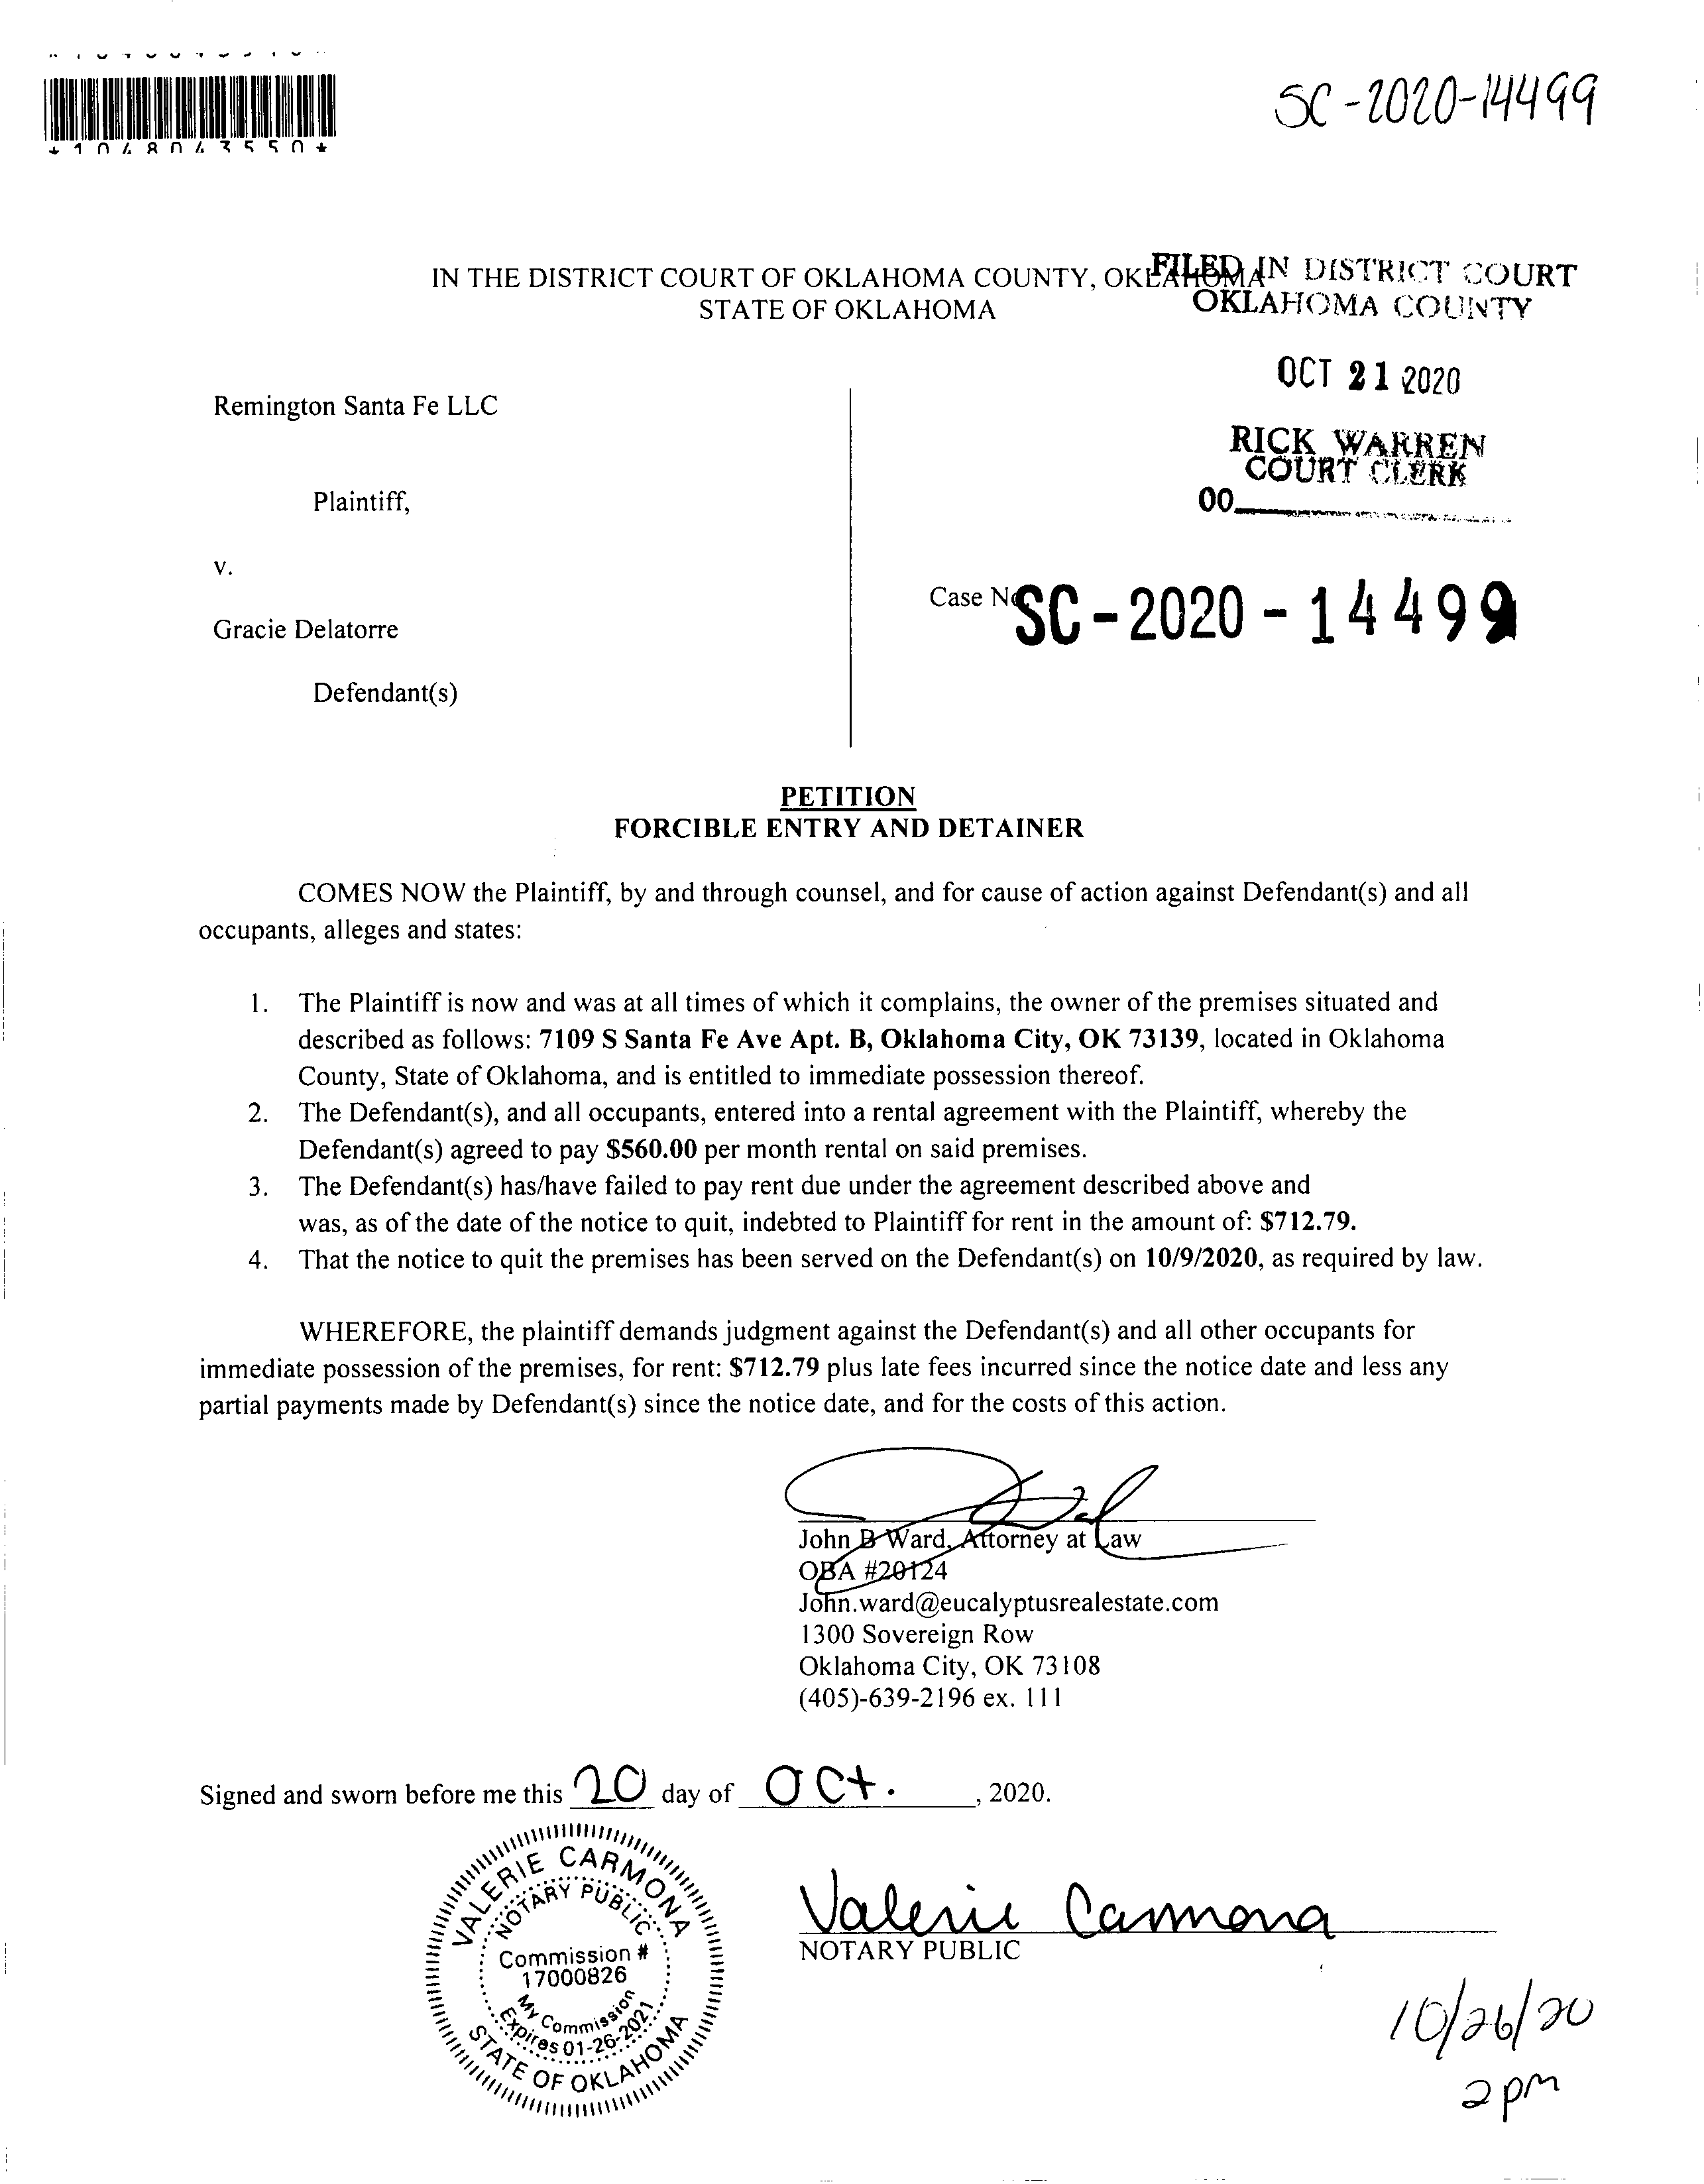 SC-2020-14499
*1048043550*
IN THE DISTRICT COURT OF OKLAHOMA COUNTY, OKLAHOMA
STATE OF OKLAHOMA
FILED IN DISTRICT COURT
OKLAHOMA COUNTY
OCT 21 2020
RICK WARREN
COURT CLERK
00
Remington Santa Fe LLC
Plaintiff,
v.
Case No
SC-2020-14499
Gracie Delatorre
Defendant(s)
PETITION
FORCIBLE ENTRY AND DETAINER
COMES NOW the Plaintiff, by and through counsel, and for cause of action against Defendant(s) and all
occupants, alleges and states:
1. The Plaintiff is now and was at all times of which it complains, the owner of the premises situated and
described as follows: 7109 S Santa Fe Ave Apt. B, Oklahoma City, OK 73139, located in Oklahoma
County, State of Oklahoma, and is entitled to immediate possession thereof.
2. The Defendant(s), and all occupants, entered into a rental agreement with the Plaintiff, whereby the
Defendant(s) agreed to pay $560.00 per month rental on said premises.
3. The Defendant(s) has/have failed to pay rent due under the agreement described above and
was, as of the date of the notice to quit, indebted to Plaintiff for rent in the amount of: $712.79.
4. That the notice to quit the premises has been served on the Defendant(s) on 10/9/2020, as required by law.
WHEREFORE, the plaintiff demands judgment against the Defendant(s) and all other occupants for
immediate possession of the premises, for rent: $712.79 plus late fees incurred since the notice date and less any
partial payments made by Defendant(s) since the notice date, and for the costs of this action.
John B Ward, Attorney at Law
OBA #20124
John.ward@eucalyptusrealestate.com
1300 Sovereign Row
Oklahoma City, OK 73108
(405)-639-2196 ex. 111
Signed and sworn before me this 20 day of Oct. , 2020.
VALERIE CARMONA
NOTARY PUBLIC
Commission #
17000826
My Commission
Expires 01-26-2021
STATE OF OKLAHOMA
Valerie Carmona
NOTARY PUBLIC
10/26/20
2pm